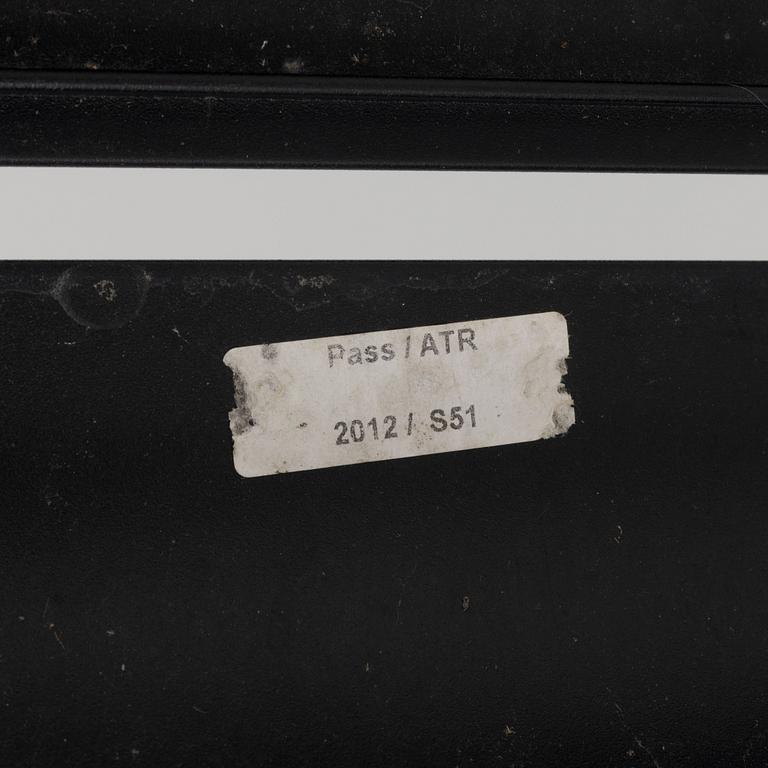 Pass / ATR
2012 / S51